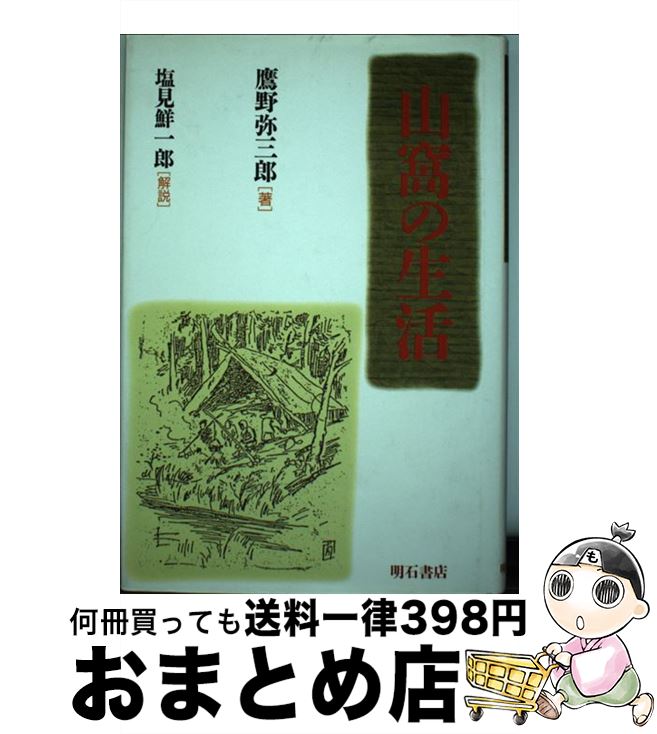 山窩の生活
鷹野弥三郎[著]
塩見鮮一郎[解説]
明石書店
何冊買っても送料一律398円
おまとめ店
も